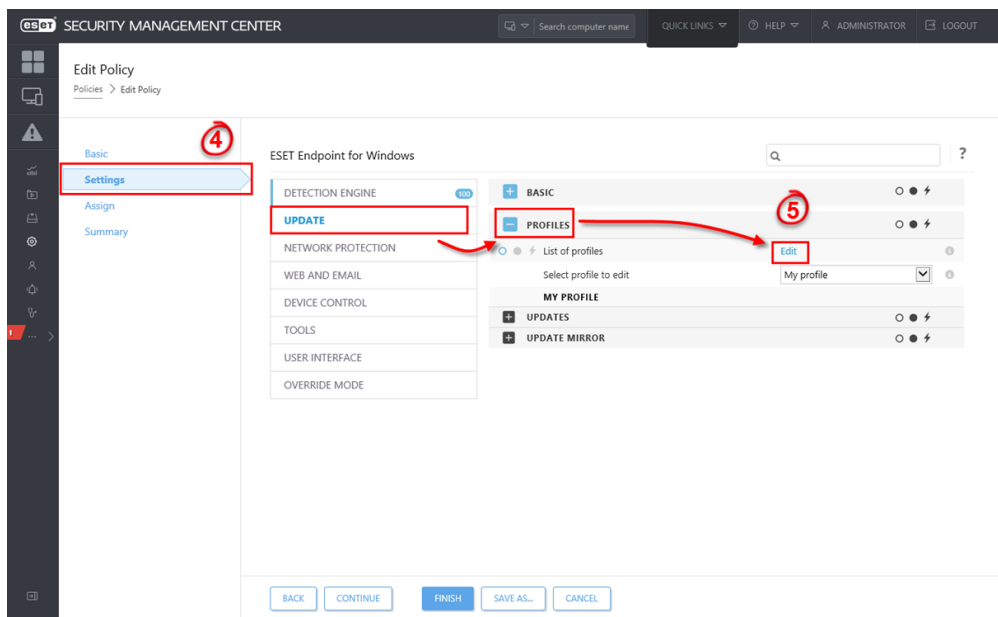 eset SECURITY MANAGEMENT CENTER Search computer name QUICK LINKS HELP ADMINISTRATOR LOGOUT
Edit Policy
Policies > Edit Policy
4
Basic
Settings
Assign
Summary
ESET Endpoint for Windows ?
DETECTION ENGINE 100
UPDATE
NETWORK PROTECTION
WEB AND EMAIL
DEVICE CONTROL
TOOLS
USER INTERFACE
OVERRIDE MODE
+ BASIC
5
− PROFILES
List of profiles Edit
Select profile to edit My profile
MY PROFILE
+ UPDATES
+ UPDATE MIRROR
BACK CONTINUE FINISH SAVE AS... CANCEL